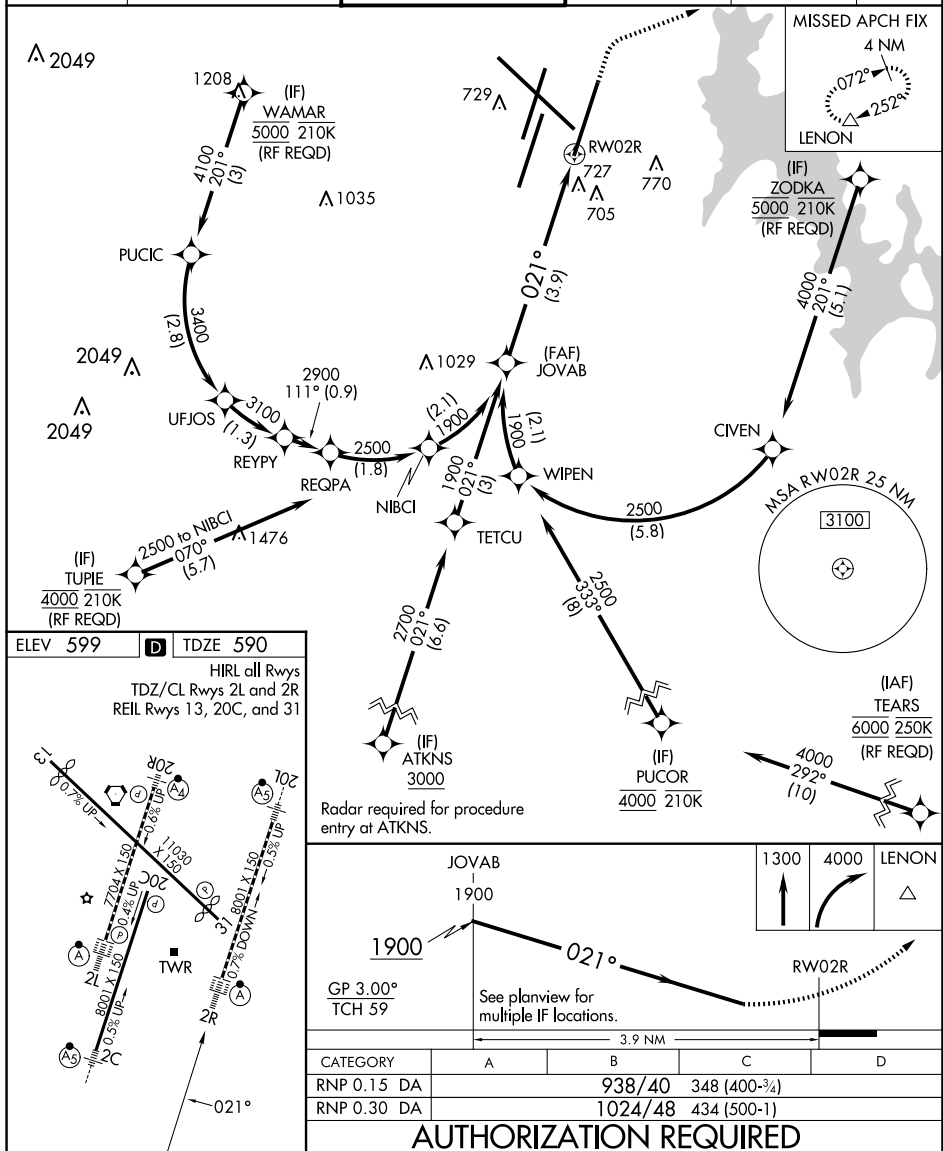 MISSED APCH FIX
4 NM
072°
252°
LENON
2049
1208
(IF)
WAMAR
5000 210K
(RF REQD)
4100
201°
(3)
729
RW02R
727
705
770
1035
(IF)
ZODKA
5000 210K
(RF REQD)
4000
201°
(5.1)
PUCIC
3400
(2.8)
021°
(3.9)
2049
2049
1029
(FAF)
JOVAB
2900
111° (0.9)
UFJOS
3100
(1.3)
REYPY
REQPA
2500
(1.8)
NIBCI
(2.1)
1900
1900
(2.1)
1900
021°
(3)
WIPEN
CIVEN
2500
(5.8)
TETCU
MSA RW02R 25 NM
3100
2500 to NIBCI
070°
(5.7)
1476
(IF)
TUPIE
4000 210K
(RF REQD)
2700
021°
(6.6)
2500
333°
(8)
(IF)
ATKNS
3000
(IF)
PUCOR
4000 210K
(IAF)
TEARS
6000 250K
(RF REQD)
4000
292°
(10)
Radar required for procedure
entry at ATKNS.
ELEV 599
D
TDZE 590
HIRL all Rwys
TDZ/CL Rwys 2L and 2R
REIL Rwys 13, 20C, and 31
13
0.7% UP
P
20R
A4
0.6% UP
A5
20L
0.5% UP
11030
X 150
7704 X 150
20C
P
0.4% UP
P
31
8001 X 150
0.7% DOWN
A
2L
P
TWR
8001 X 150
0.5% UP
A
2R
A5
2C
021°
JOVAB
1900
1900
021°
GP 3.00°
TCH 59
See planview for
multiple IF locations.
RW02R
3.9 NM
1300
4000
LENON
CATEGORY A B C D
RNP 0.15 DA 938/40 348 (400-¾)
RNP 0.30 DA 1024/48 434 (500-1)
AUTHORIZATION REQUIRED